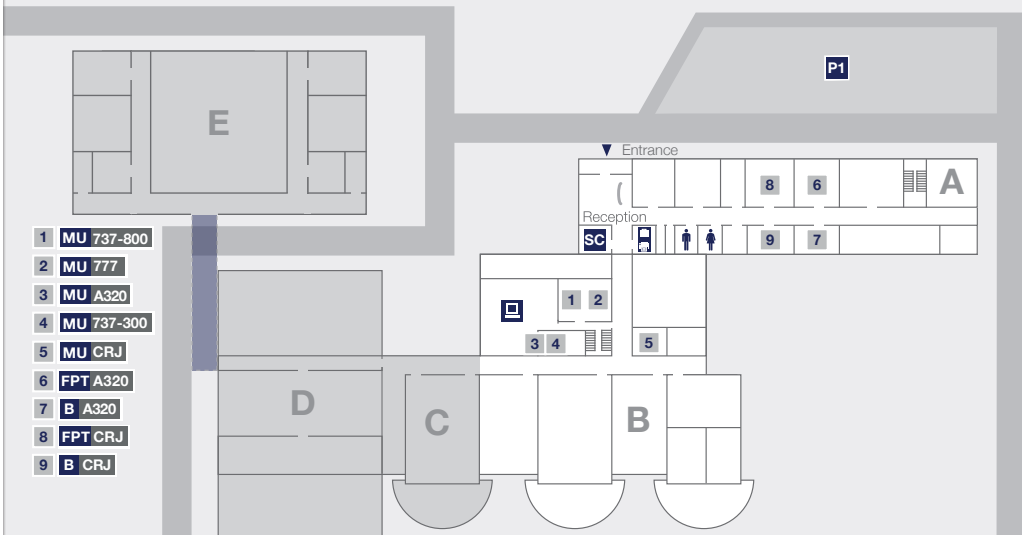 P1
E
Entrance
8
6
A
Reception
SC
9
7
1 MU 737-800
2 MU 777
3 MU A320
4 MU 737-300
5 MU CRJ
6 FPT A320
7 B A320
8 FPT CRJ
9 B CRJ
1 2
3 4
5
D
C
B